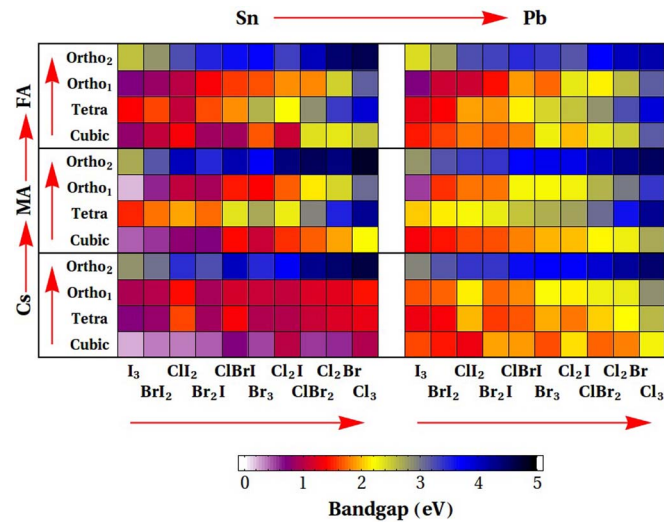 Sn Pb
FA
Ortho2
Ortho1
Tetra
Cubic
MA
Ortho2
Ortho1
Tetra
Cubic
Cs
Ortho2
Ortho1
Tetra
Cubic
I3 ClI2 ClBrI Cl2I Cl2Br I3 ClI2 ClBrI Cl2I Cl2Br
BrI2 Br2I Br3 ClBr2 Cl3 BrI2 Br2I Br3 ClBr2 Cl3
0 1 2 3 4 5
Bandgap (eV)